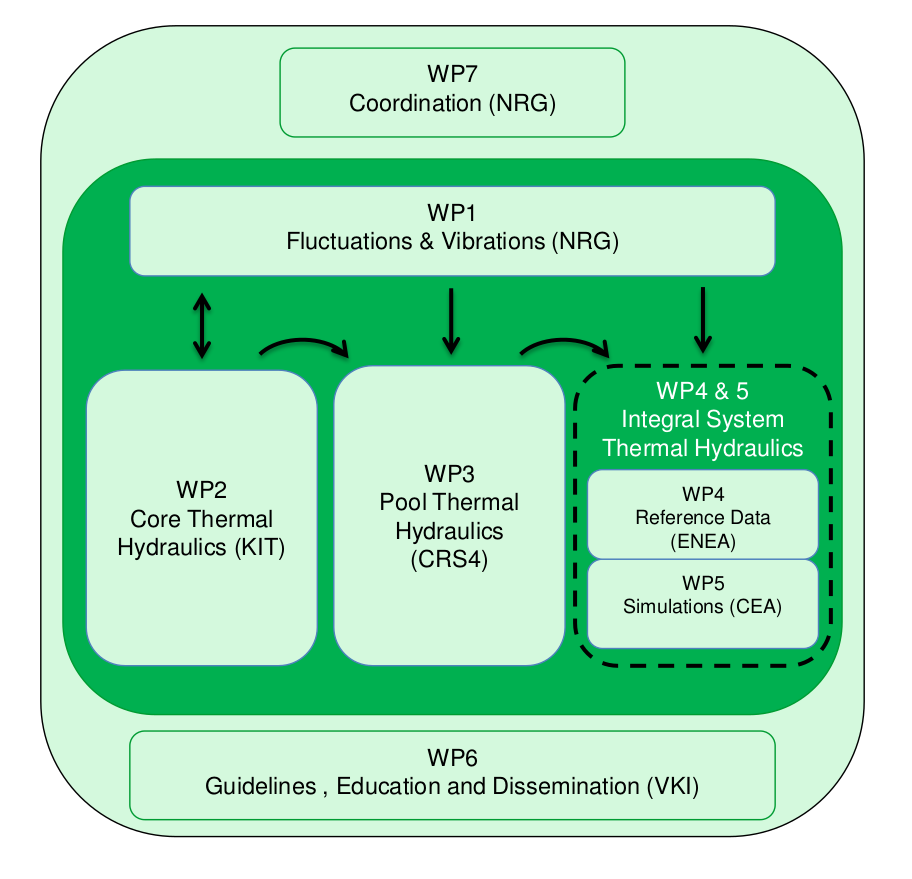 WP7
Coordination (NRG)
WP1
Fluctuations & Vibrations (NRG)
WP2
Core Thermal
Hydraulics (KIT)
WP3
Pool Thermal
Hydraulics
(CRS4)
WP4 & 5
Integral System
Thermal Hydraulics
WP4
Reference Data
(ENEA)
WP5
Simulations (CEA)
WP6
Guidelines , Education and Dissemination (VKI)